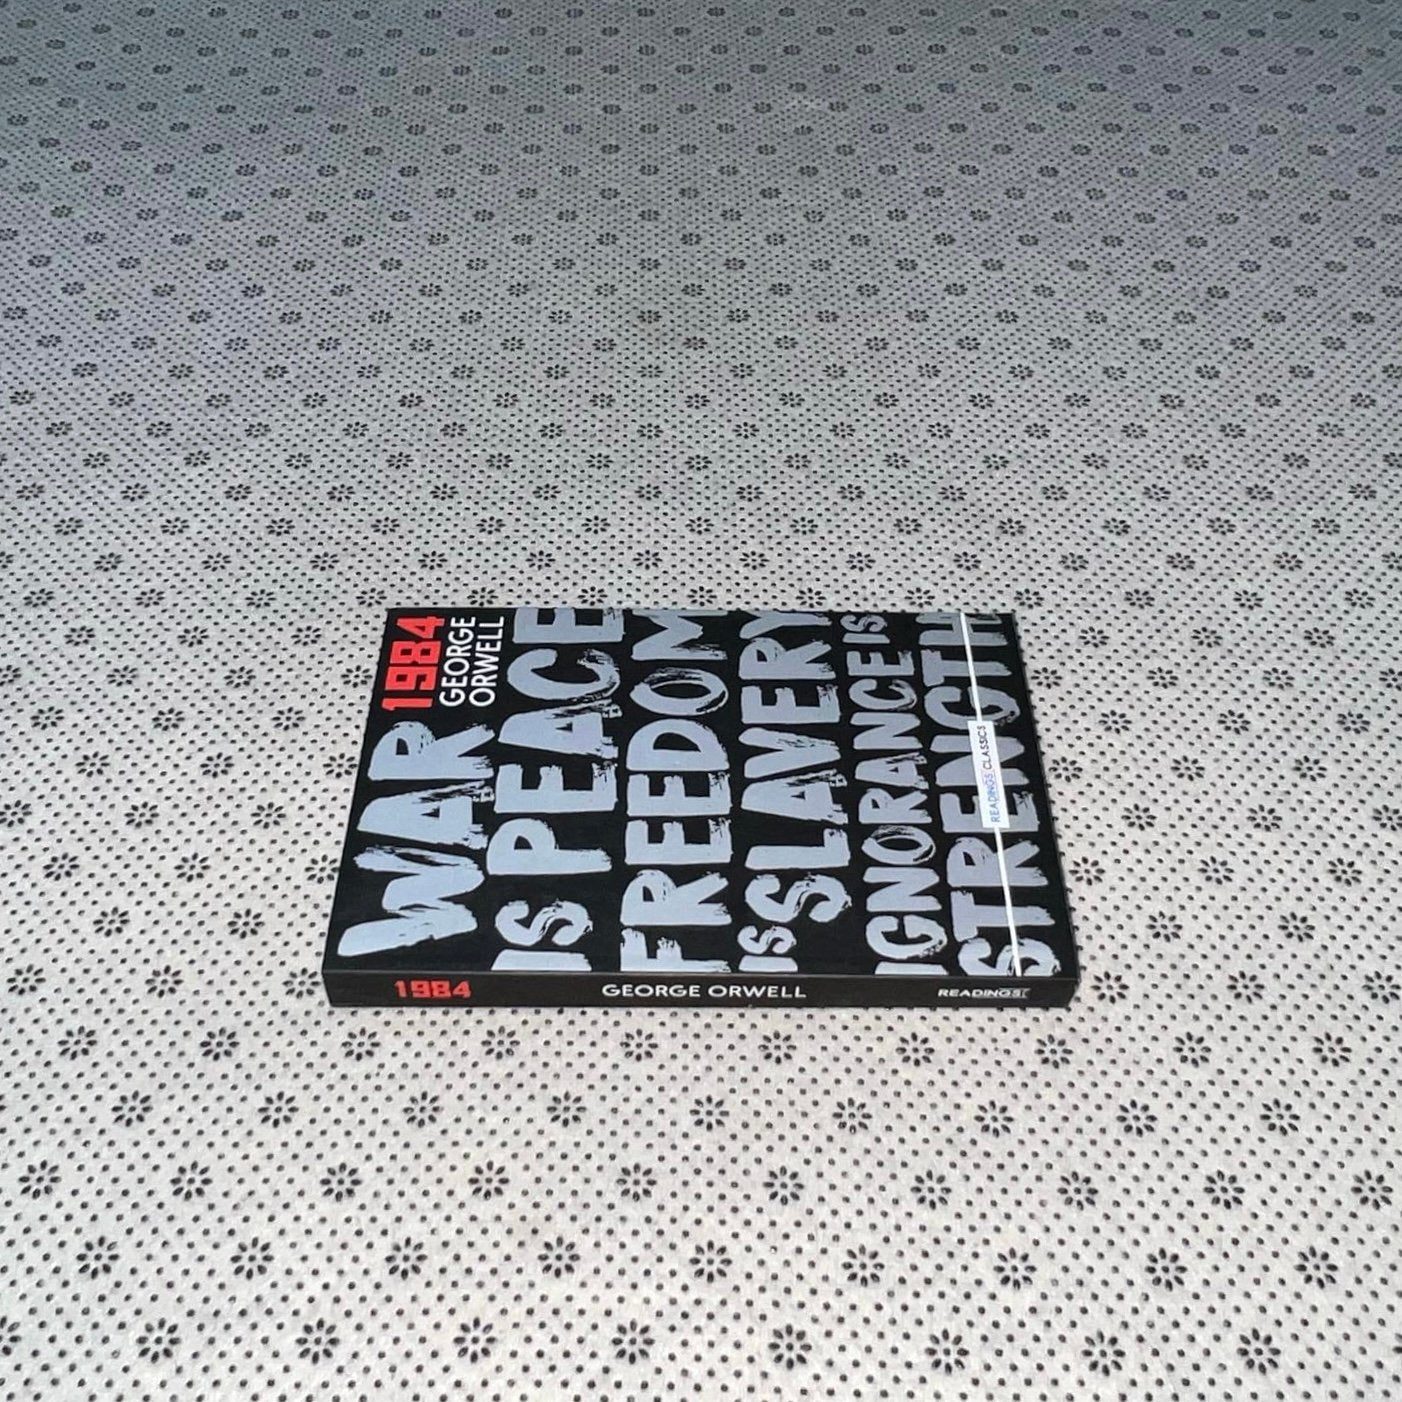 1984
GEORGE
ORWELL
WAR
IS PEACE
FREEDOM
IS SLAVERY
IGNORANCE IS
STRENGTH
READINGS CLASSICS
1984 GEORGE ORWELL READINGS